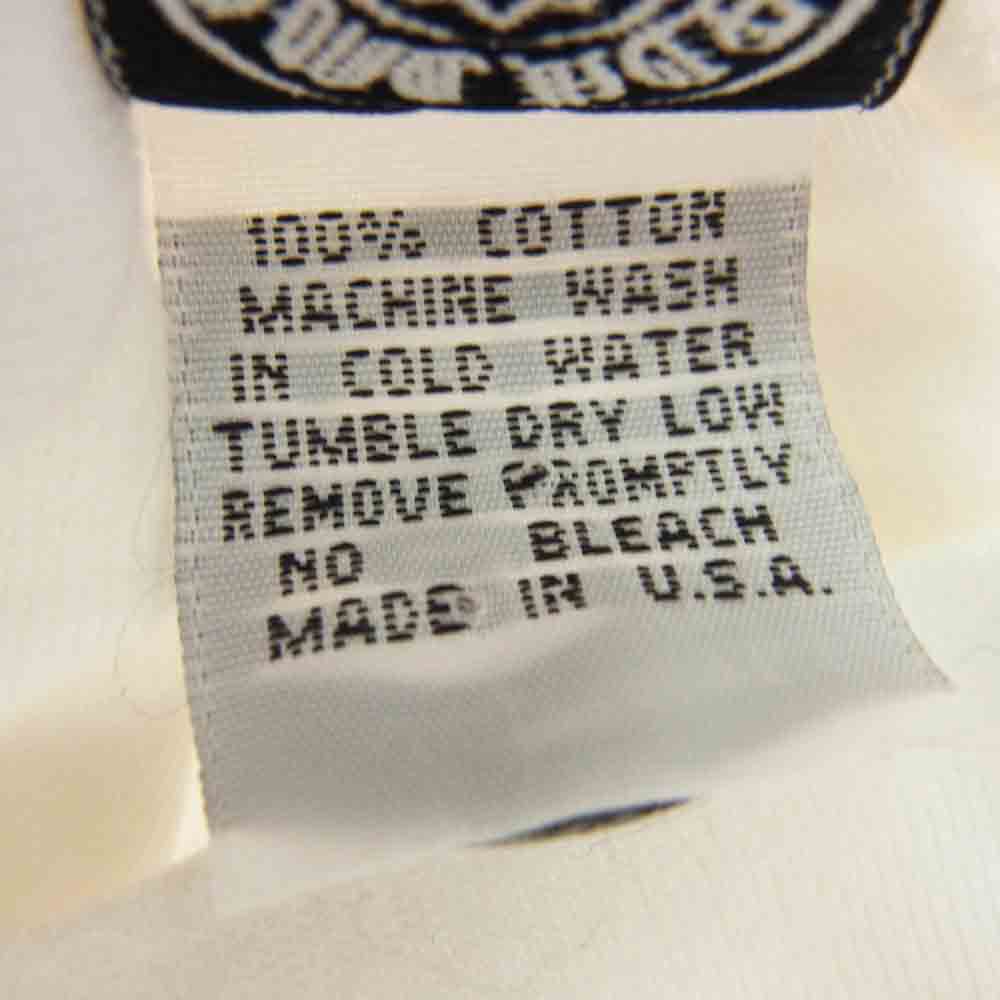 100% COTTON
MACHINE WASH
IN COLD WATER
TUMBLE DRY LOW
REMOVE PROMPTLY
NO BLEACH
MADE IN U.S.A.